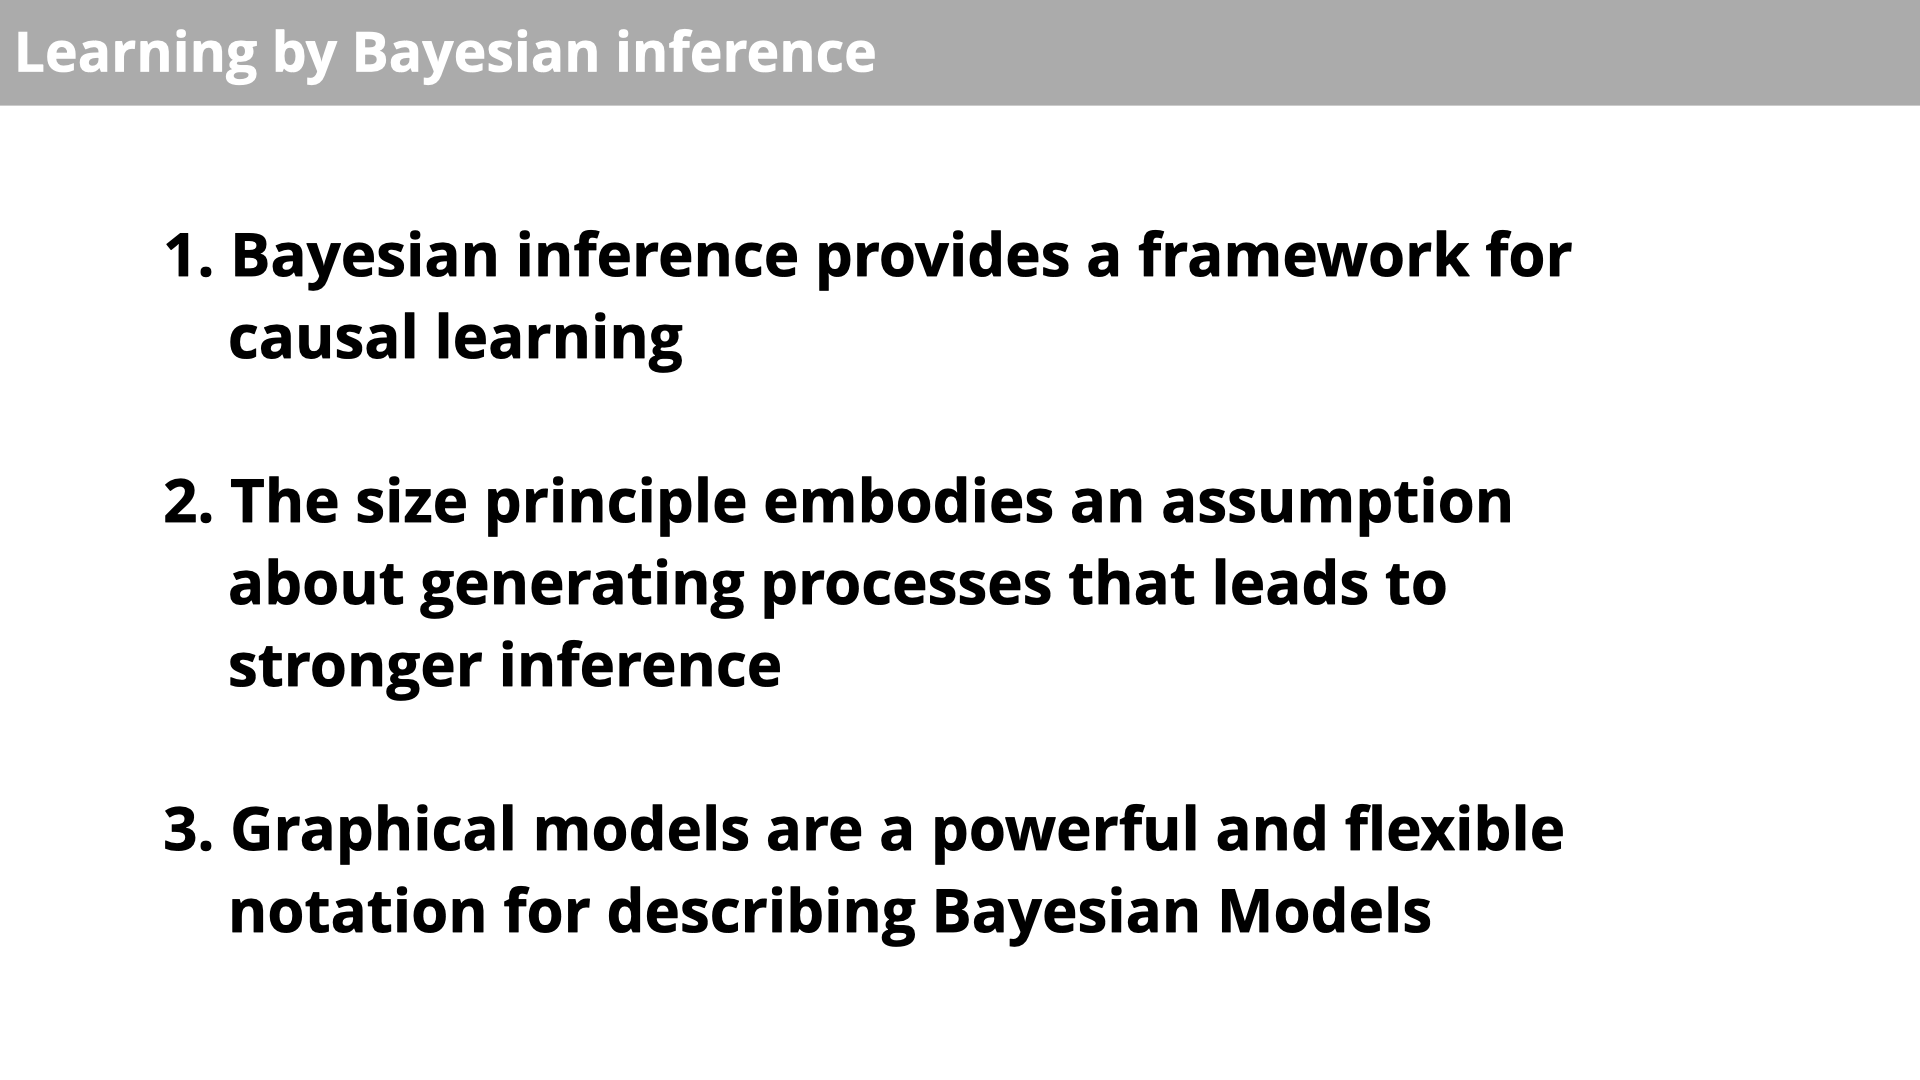 Learning by Bayesian inference
1. Bayesian inference provides a framework for
causal learning
2. The size principle embodies an assumption
about generating processes that leads to
stronger inference
3. Graphical models are a powerful and flexible
notation for describing Bayesian Models